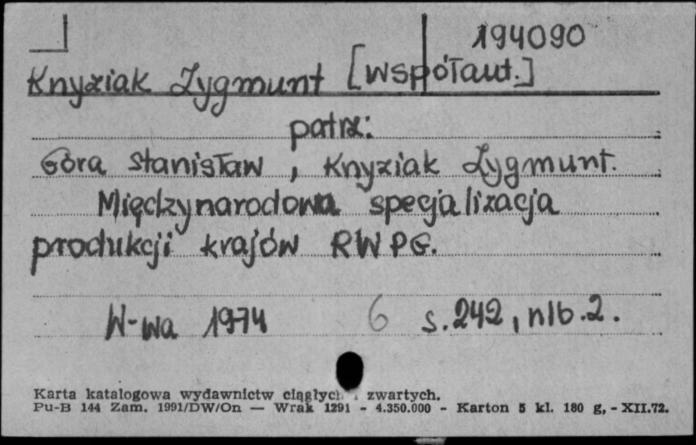 194090
Knyziak Zygmunt [współaut.]
patrz:
Góra Stanisław, Knyziak Zygmunt.
Międzynarodowa specjalizacja
produkcji krajów RWPG.
W-wa 1974 6 s. 242, nlb. 2.
Karta katalogowa wydawnictw ciągłych i zwartych.
Pu-B 144 Zam. 1991/DW/On — Wrak 1291 - 4.350.000 - Karton 5 kl. 180 g, - XII.72.